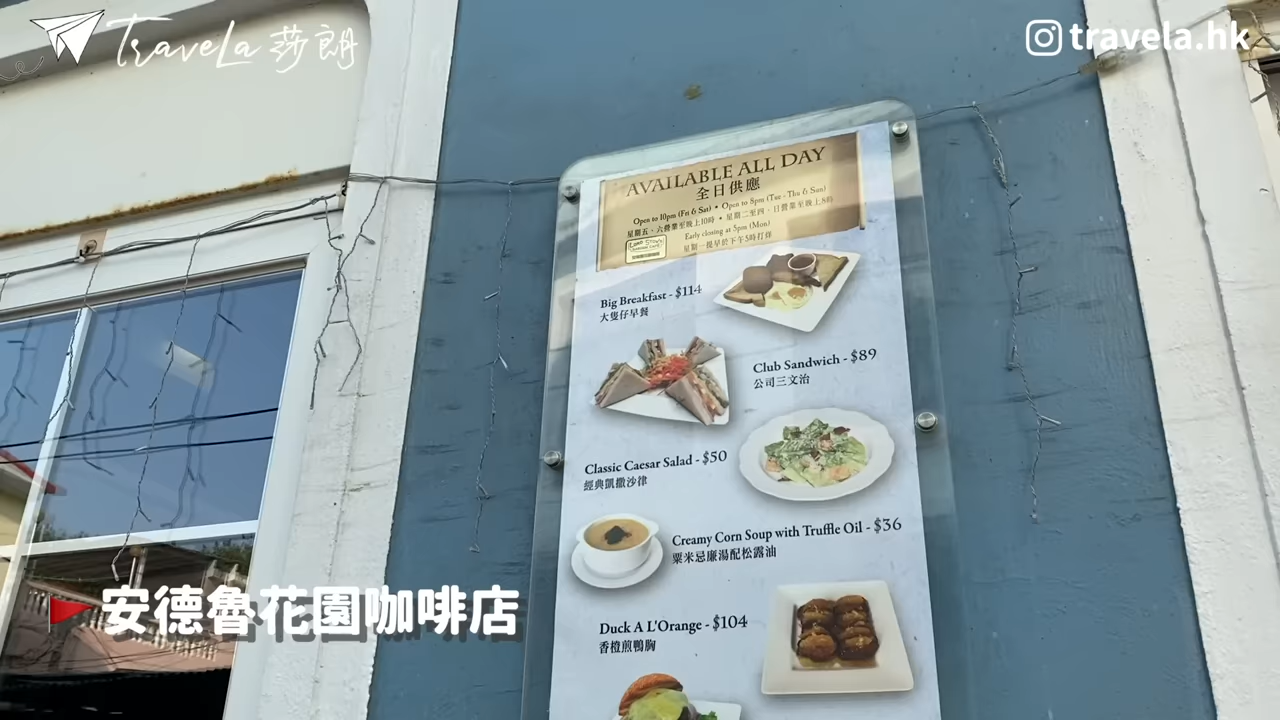 Travela 莎朗
travela.hk
AVAILABLE ALL DAY
全日供應
Open to 10pm (Fri & Sat) • Open to 8pm (Tue - Thu & Sun)
星期五、六營業至晚上10時 • 星期二至四、日營業至晚上8時
Early closing at 5pm (Mon)
星期一提早於下午5時打烊
Big Breakfast - $114
大隻仔早餐
Club Sandwich - $89
公司三文治
Classic Caesar Salad - $50
經典凱撒沙律
Creamy Corn Soup with Truffle Oil - $36
粟米忌廉湯配松露油
Duck A L'Orange - $104
香橙煎鴨胸
安德魯花園咖啡店